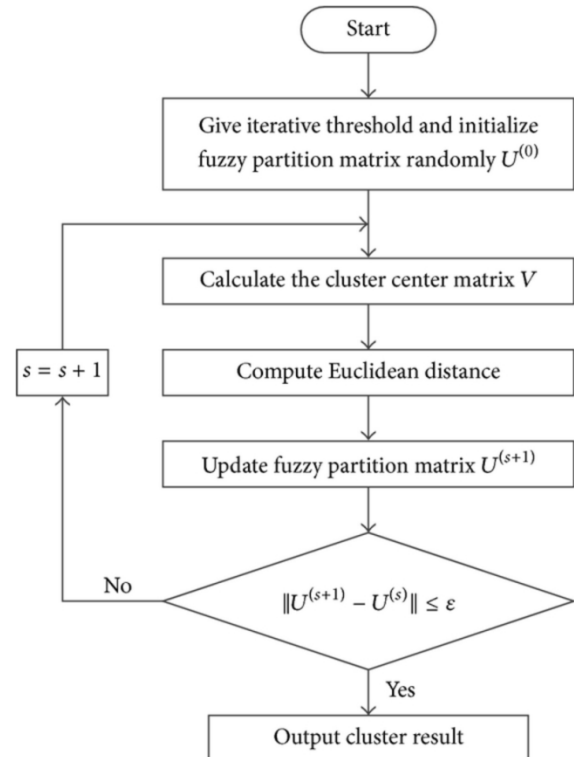 Start
Give iterative threshold and initialize
fuzzy partition matrix randomly U^(0)
Calculate the cluster center matrix V
s = s + 1
Compute Euclidean distance
Update fuzzy partition matrix U^(s+1)
No
‖U^(s+1) − U^(s)‖ ≤ ε
Yes
Output cluster result